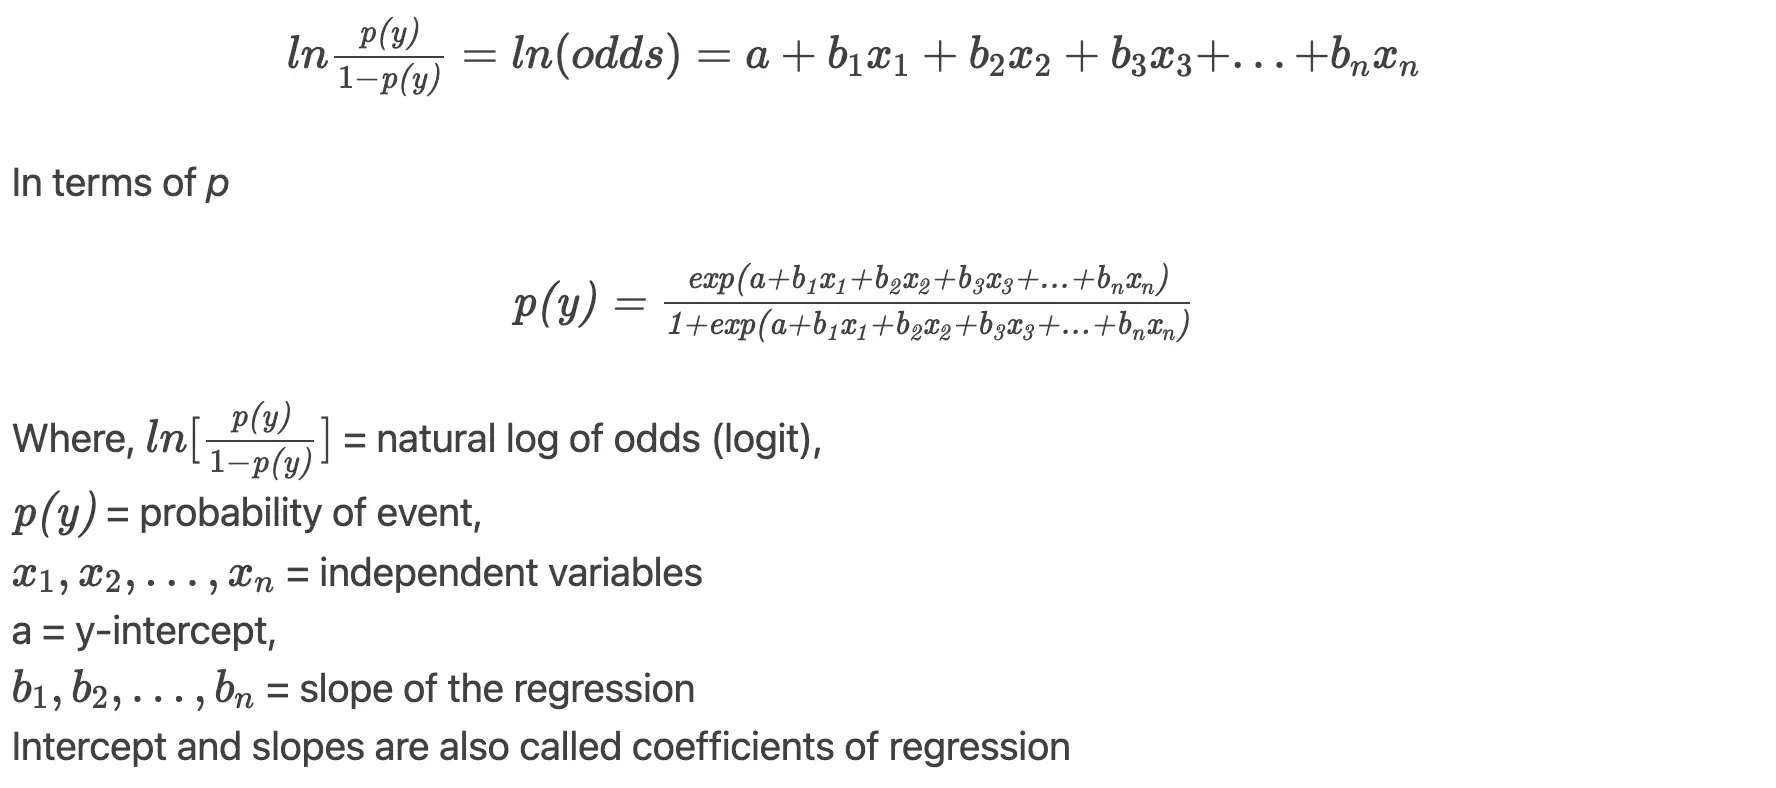 ln p(y)/1−p(y) = ln(odds) = a + b₁x₁ + b₂x₂ + b₃x₃+...+bₙxₙ
In terms of p
p(y) = exp(a+b₁x₁+b₂x₂+b₃x₃+...+bₙxₙ)/1+exp(a+b₁x₁+b₂x₂+b₃x₃+...+bₙxₙ)
Where, ln[p(y)/1−p(y)] = natural log of odds (logit),
p(y) = probability of event,
x₁, x₂, ..., xₙ = independent variables
a = y-intercept,
b₁, b₂, ..., bₙ = slope of the regression
Intercept and slopes are also called coefficients of regression